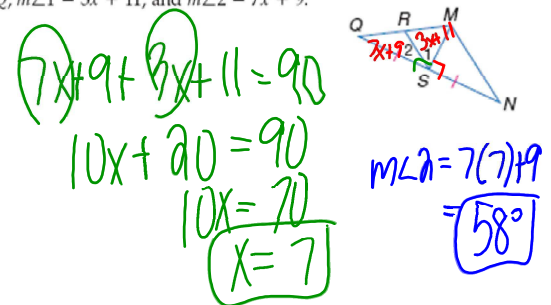 Q, m∠1 = 3x + 11, and m∠2 = 7x + 9.
7x+9+3x+11=90
10x+20=90
10x=70
x=7
Q R M
7x+9 2 3x+11 1
S
N
m∠2=7(7)+9
=58°